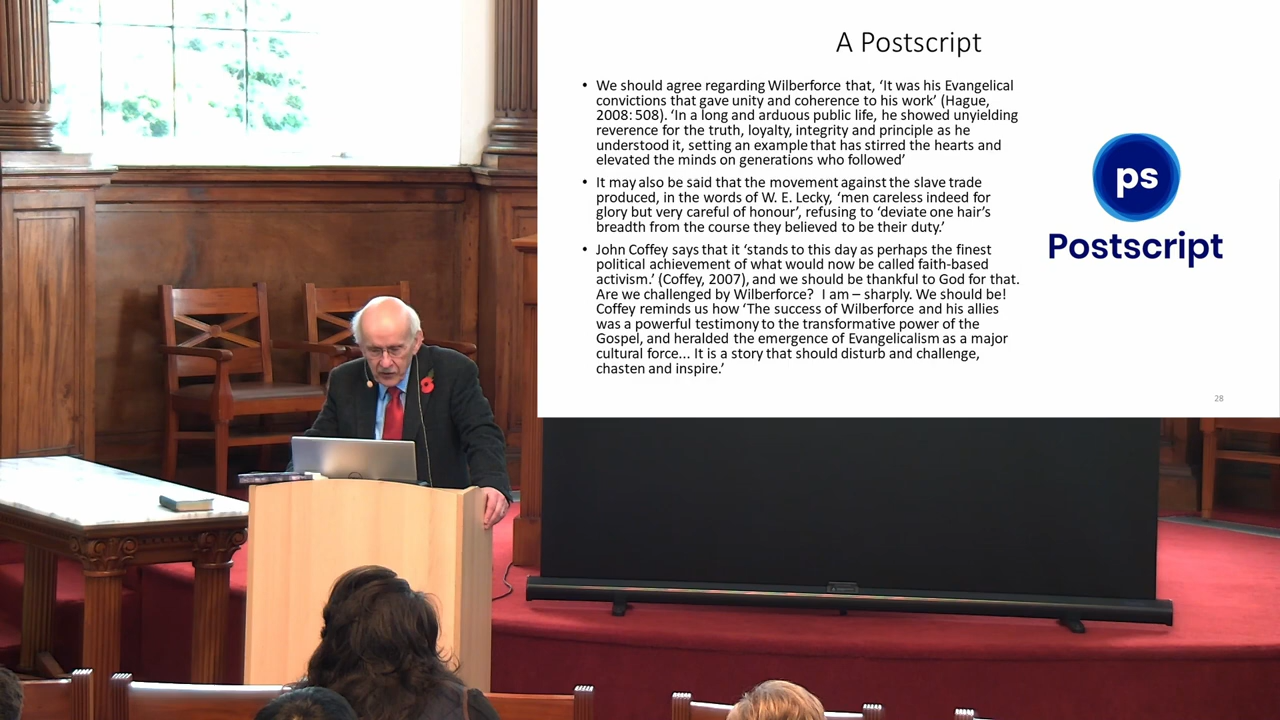 A Postscript
• We should agree regarding Wilberforce that, ‘It was his Evangelical
convictions that gave unity and coherence to his work’ (Hague,
2008: 508). ‘In a long and arduous public life, he showed unyielding
reverence for the truth, loyalty, integrity and principle as he
understood it, setting an example that has stirred the hearts and
elevated the minds on generations who followed’
• It may also be said that the movement against the slave trade
produced, in the words of W. E. Lecky, ‘men careless indeed for
glory but very careful of honour’, refusing to ‘deviate one hair’s
breadth from the course they believed to be their duty.’
• John Coffey says that it ‘stands to this day as perhaps the finest
political achievement of what would now be called faith-based
activism.’ (Coffey, 2007), and we should be thankful to God for that.
Are we challenged by Wilberforce? I am – sharply. We should be!
Coffey reminds us how ‘The success of Wilberforce and his allies
was a powerful testimony to the transformative power of the
Gospel, and heralded the emergence of Evangelicalism as a major
cultural force... It is a story that should disturb and challenge,
chasten and inspire.’
ps
Postscript
28